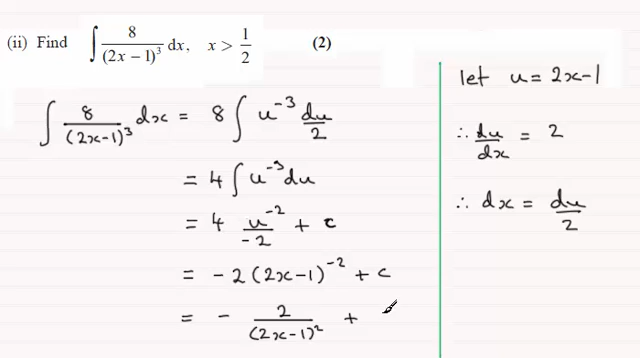 (ii) Find ∫ 8/(2x − 1)³ dx, x > 1/2 (2)
∫ 8/(2x-1)³ dx = 8 ∫ u⁻³ du/2
= 4 ∫ u⁻³ du
= 4 u⁻²/-2 + c
= - 2 (2x-1)⁻² + c
= - 2/(2x-1)² +
let u = 2x-1
∴ du/dx = 2
∴ dx = du/2